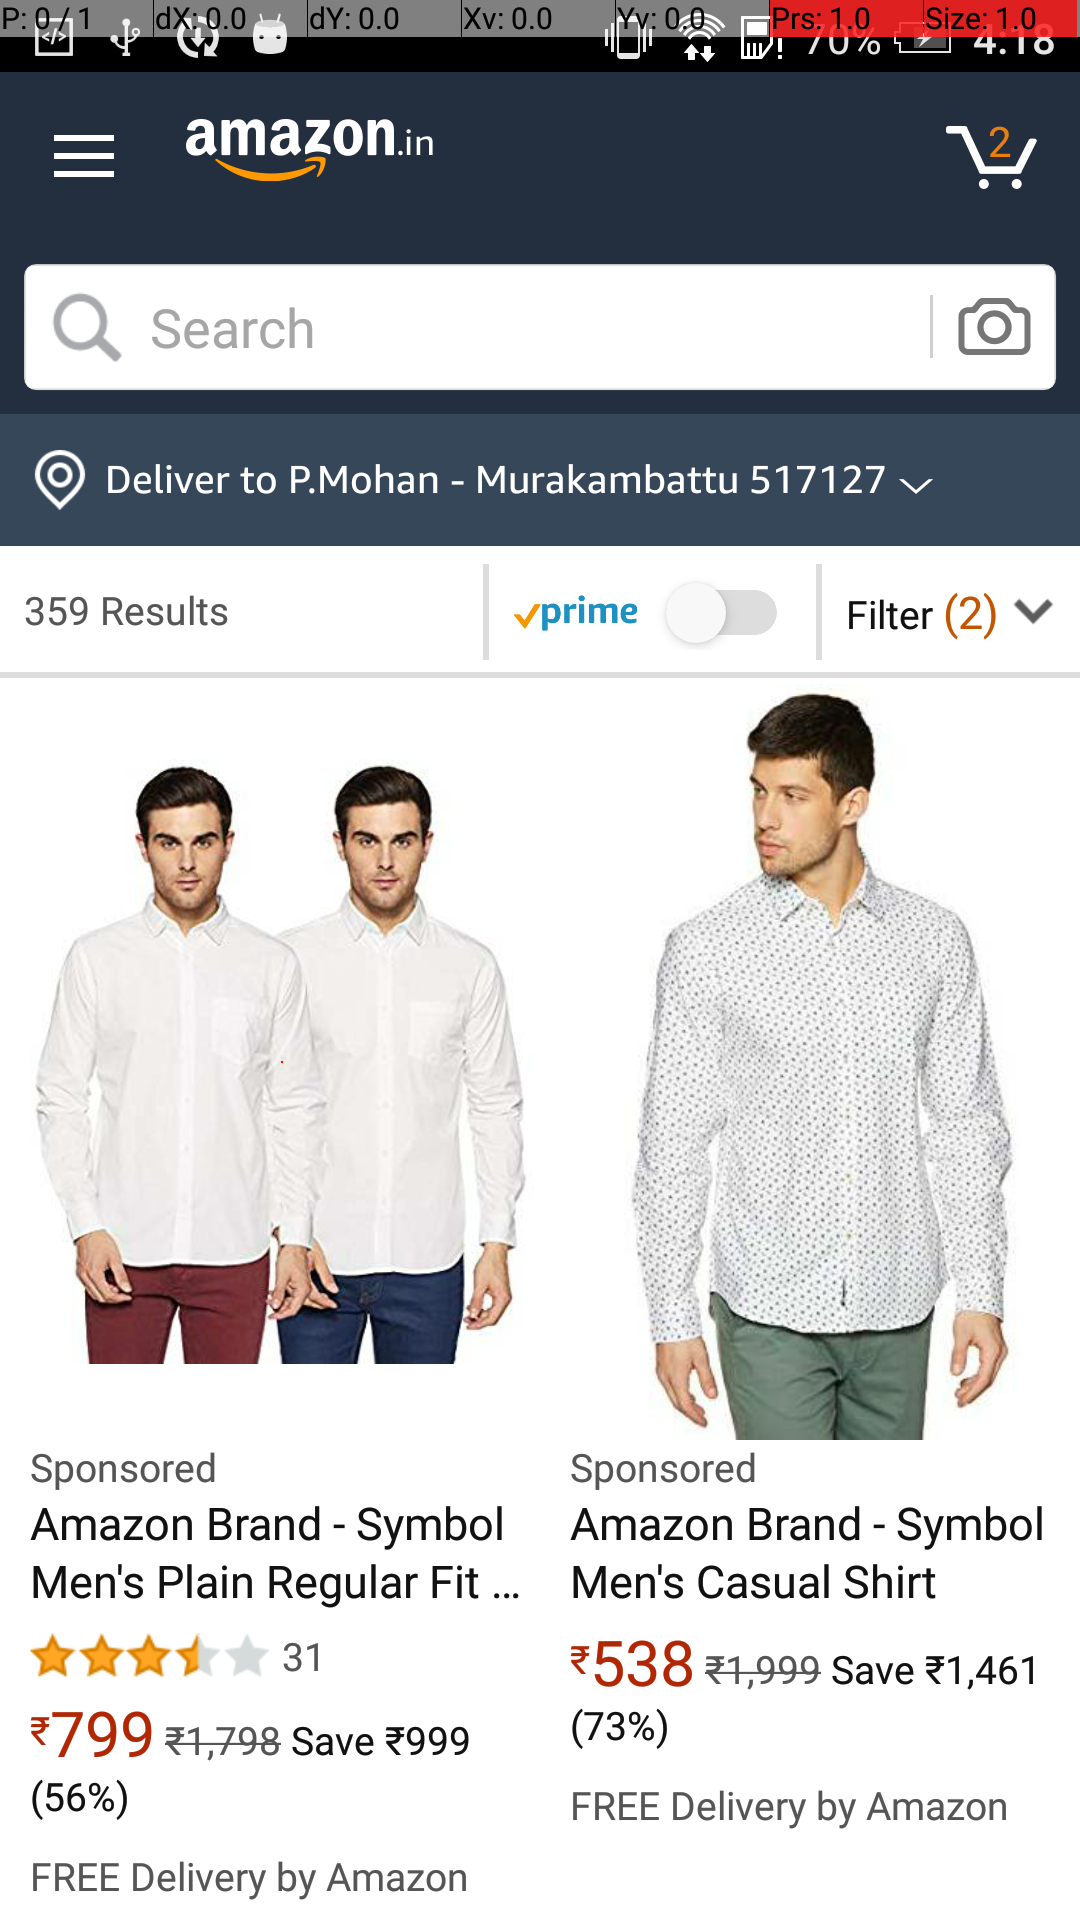 P: 0 / 1 dX: 0.0 dY: 0.0 Xv: 0.0 Yv: 0.0 Prs: 1.0 Size: 1.0
70% 4:18
amazon.in
2
Search
Deliver to P.Mohan - Murakambattu 517127
359 Results
prime
Filter (2)
Sponsored
Amazon Brand - Symbol
Men's Plain Regular Fit ...
31
₹799 ₹1,798 Save ₹999
(56%)
FREE Delivery by Amazon
Sponsored
Amazon Brand - Symbol
Men's Casual Shirt
₹538 ₹1,999 Save ₹1,461
(73%)
FREE Delivery by Amazon